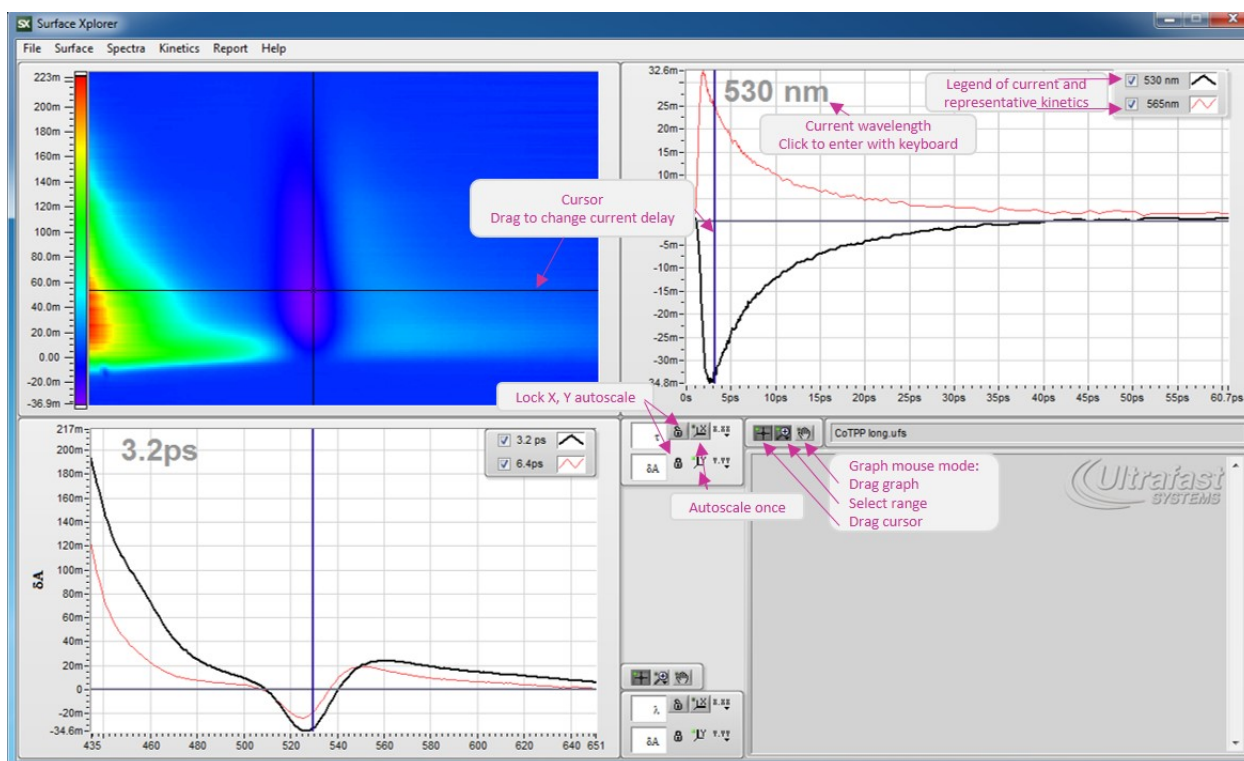 Surface Xplorer
File Surface Spectra Kinetics Report Help
223m
200m
180m
160m
140m
120m
100m
80.0m
60.0m
40.0m
20.0m
0.00
-20.0m
-36.9m
32.6m
25m
20m
15m
10m
5m
-5m
-10m
-15m
-20m
-25m
-30m
34.8m
0s 5ps 10ps 15ps 20ps 25ps 30ps 35ps 40ps 45ps 50ps 55ps 60.7ps
530 nm
Current wavelength
Click to enter with keyboard
Legend of current and
representative kinetics
530 nm
565nm
Cursor
Drag to change current delay
Lock X, Y autoscale
217m
200m
180m
160m
140m
120m
100m
80m
60m
40m
20m
0
-20m
-34.6m
δA
435 460 480 500 520 540 560 580 600 620 640 651
3.2ps
3.2 ps
6.4ps
τ
δA
X.XX
Y.YY
Autoscale once
CoTPP long.ufs
Graph mouse mode:
Drag graph
Select range
Drag cursor
Ultrafast
SYSTEMS
λ
δA
X.XX
Y.YY